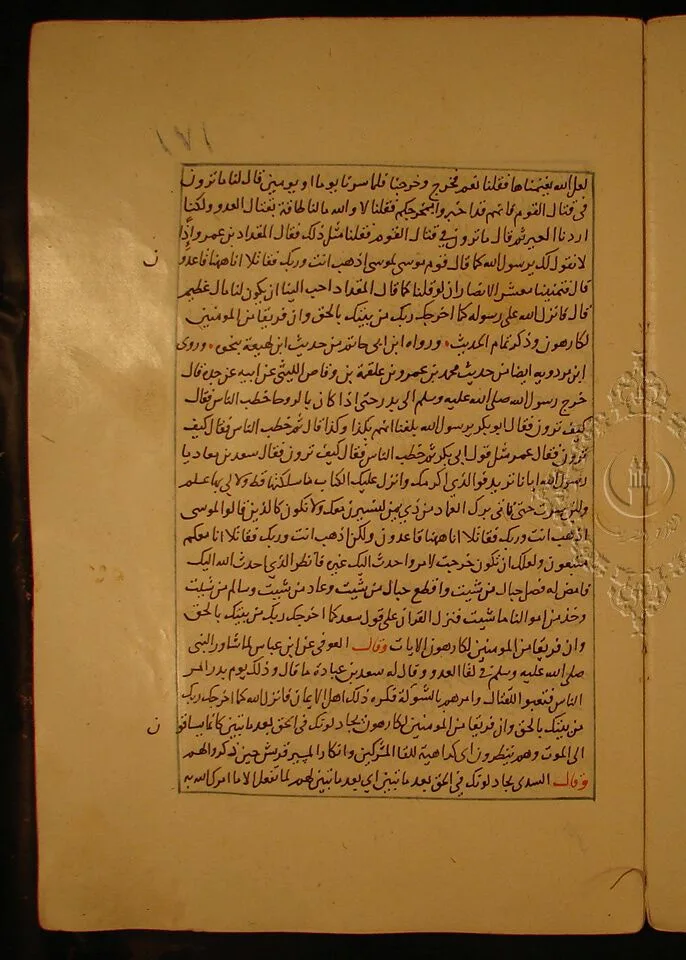 ١٧١
لعل الله يغنمناها فقلنا نعم فخرج وخرجنا فلما سرنا يوما او يومين قال لنا ما ترون
في قتال القوم فانهم قد اخبروا بمخرجكم فقلنا لا والله ما لنا طاقة بقتال العدو ولكنا
اردنا العير ثم قال ما ترون في قتال القوم فقلنا مثل ذلك فقال المقداد بن عمرو اذا
لا نقول لك يرسول الله كما قال قوم موسى لموسى اذهب انت وربك فقاتلا انا ههنا قاعدو
ن
قال فتمنينا معشر الانصار ان لو قلنا كما قال المقداد احب الينا ان يكون لنا مال عظيم
قال فانزل الله على رسوله كما اخرجك ربك من بيتك بالحق وان فريقا من المومنين
لكارهون وذكر تمام الحديث ورواه ابن ابي حاتم من حديث ابن لهيعة بنحوه وروى
ابن مردويه ايضا من حديث محمد بن عمرو بن علقمة بن وقاص الليثي عن ابيه عن جده قال
خرج رسول الله صلى الله عليه وسلم الى بدر حتى اذا كان بالروحا خطب الناس فقال
كيف ترون فقال ابو بكر يرسول الله بلغنا انهم بكذا وكذا قال ثم خطب الناس فقال كيف
ترون فقال عمر مثل قول ابي بكر ثم خطب الناس فقال كيف ترون فقال سعد بن معاذ يا
رسول الله ايانا تريد فوالذي اكرمك وانزل عليك الكتاب ما سلكتها قط ولا لي بها علم
ولئن سرت حتى تاتي برك الغماد من ذي يمن لنسيرن معك ولا نكون كالذين قالوا لموسى
اذهب انت وربك فقاتلا انا ههنا قاعدون ولكن اذهب انت وربك فقاتلا انا معكم
متبعون ولعلك ان تكون خرجت لامر واحدث الله اليك غيره فانظر الذي احدث الله اليك
فامض له فصل حبال من شئت واقطع حبال من شئت وعاد من شئت وسالم من شئت
وخذ من اموالنا ما شئت فنزل القران على قول سعد كما اخرجك ربك من بيتك بالحق
وان فريقا من المومنين لكارهون الايات وقال العوفي عن ابن عباس لما شاور النبي
صلى الله عليه وسلم في لقا العدو وقال له سعد بن عبادة ما قال وذلك يوم بدر امر
الناس فتعبوا للقتال وامرهم بالشوكة فكره ذلك اهل الايمان فانزل الله كما اخرجك ربك
من بيتك بالحق وان فريقا من المومنين لكارهون يجادلونك في الحق بعد ما تبين كانما يساقو
ن
الى الموت وهم ينظرون اي كراهية للقا المشركين وانكارا لمسير قريش حين ذكروا لهم
وقال السدي يجادلونك في الحق بعد ما تبين اي بعد ما تبين لهم انك لا تفعل الا ما امرك الله به